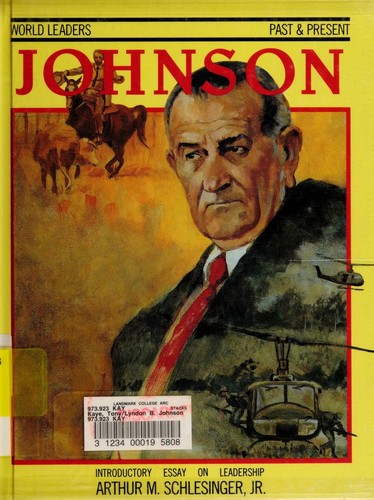 WORLD LEADERS PAST & PRESENT
JOHNSON
LANDMARK COLLEGE ARC
973.923 KAY STACKS
Kaye, Tony/Lyndon B. Johnson
973.923 KAY
3 1234 00019 5808
INTRODUCTORY ESSAY ON LEADERSHIP
ARTHUR M. SCHLESINGER, JR.